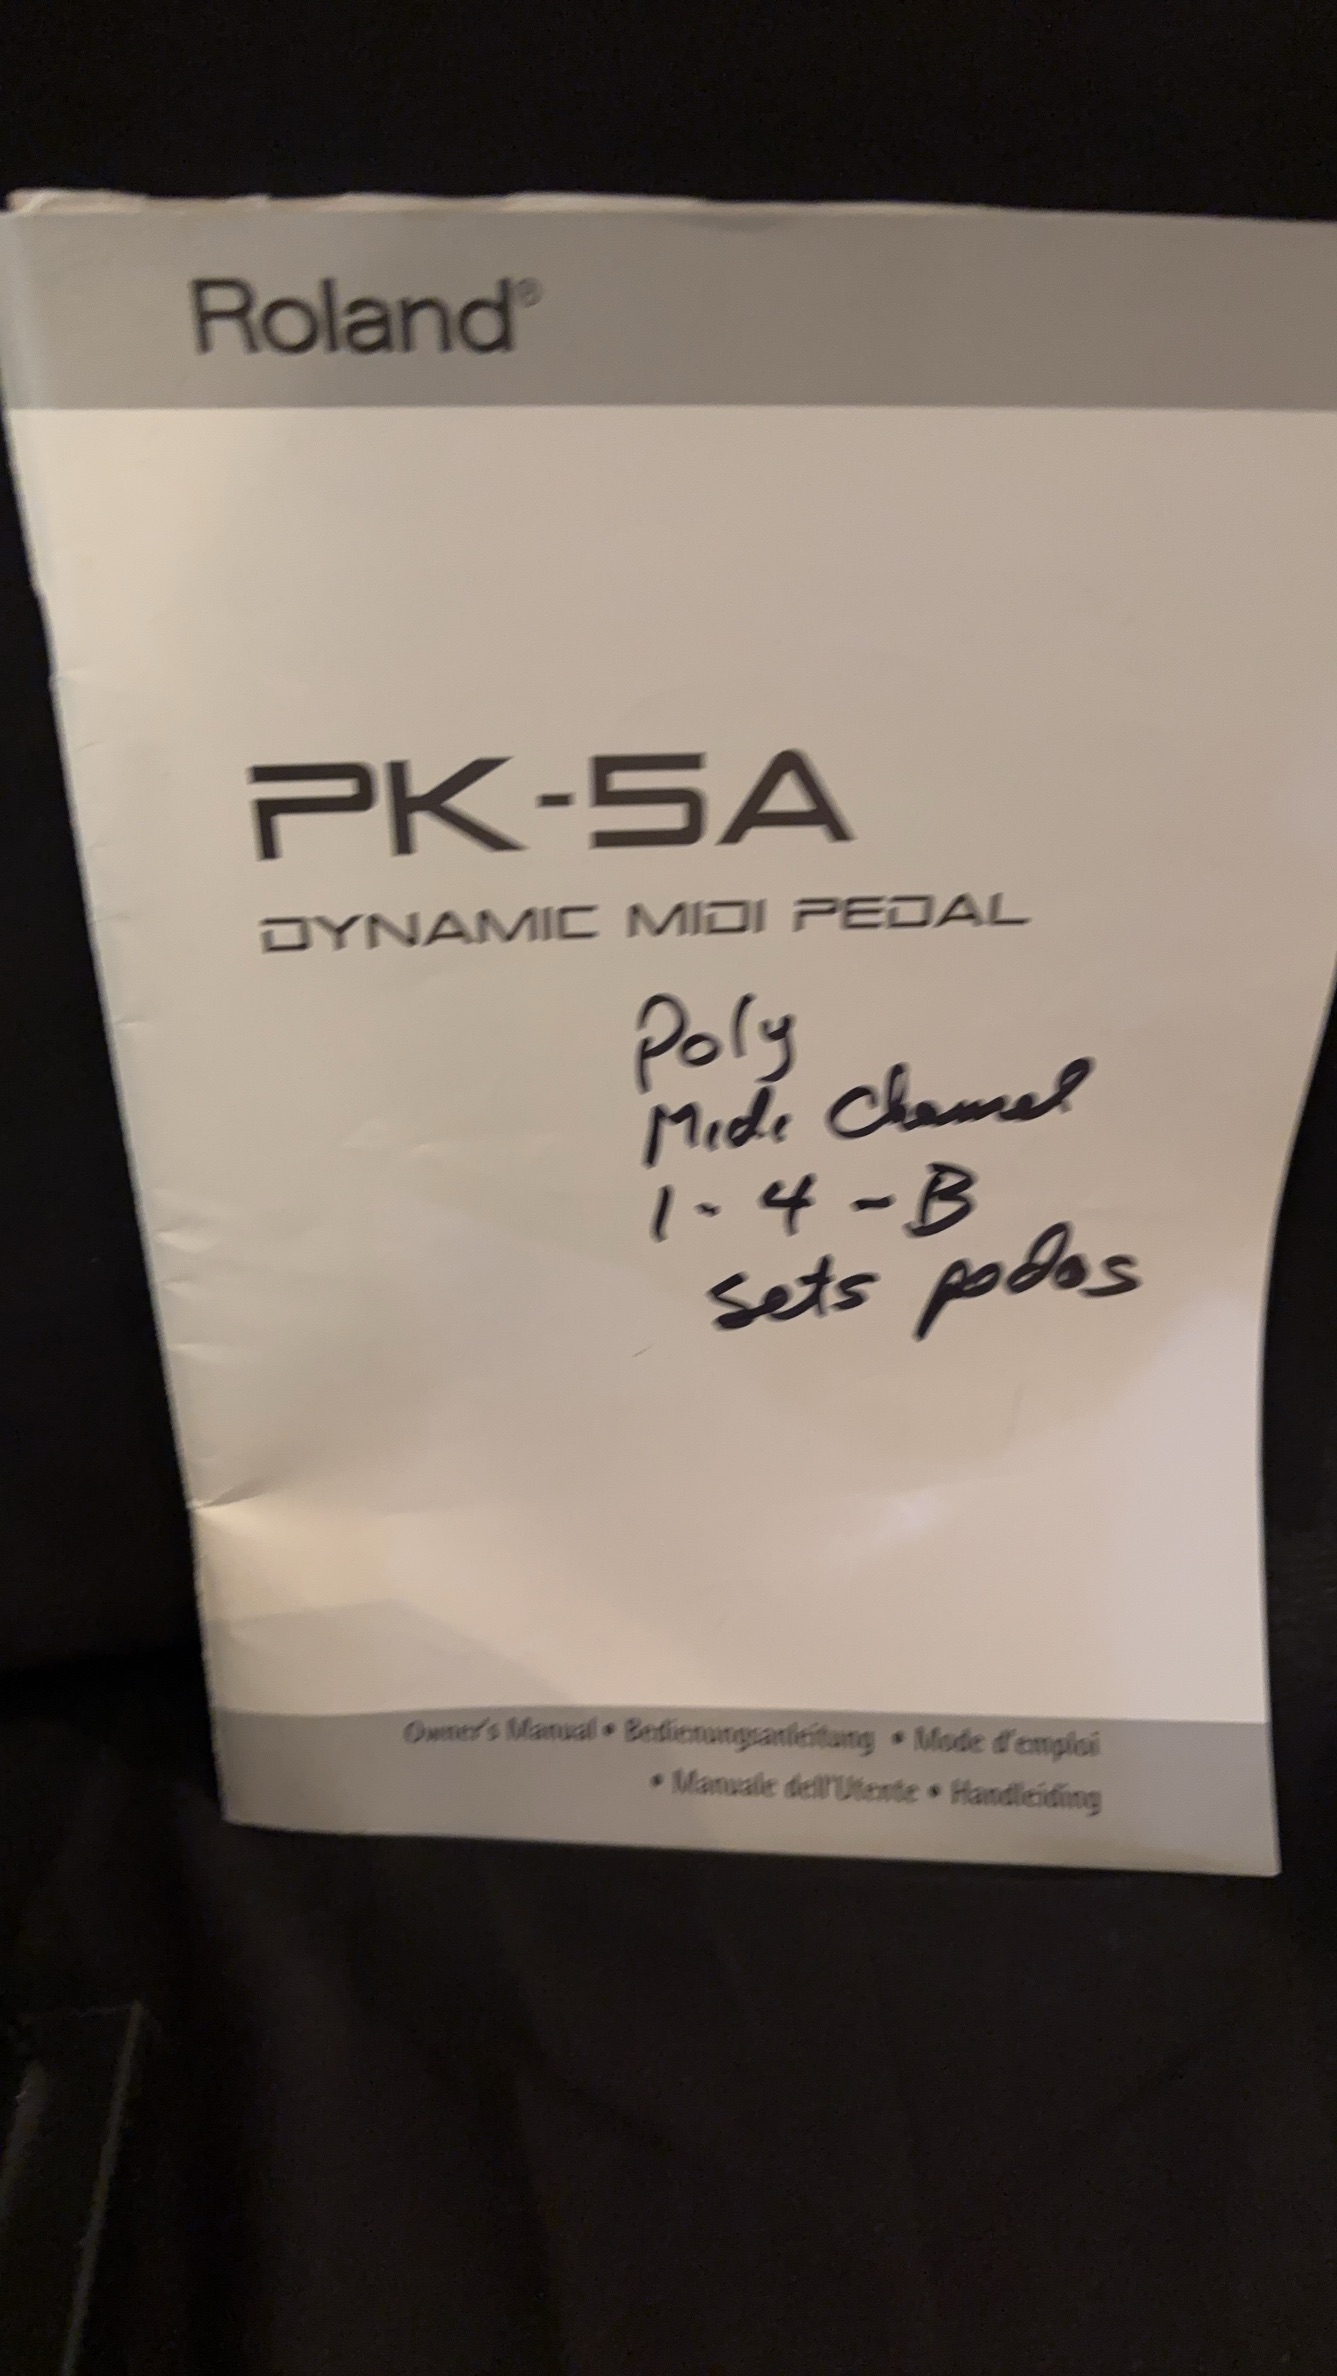 Roland®
PK-5A
DYNAMIC MIDI PEDAL
Poly
Midi Channel
1-4-B
sets pedos
Owner's Manual • Bedienungsanleitung • Mode d'emploi
• Manuale dell'Utente • Handleiding